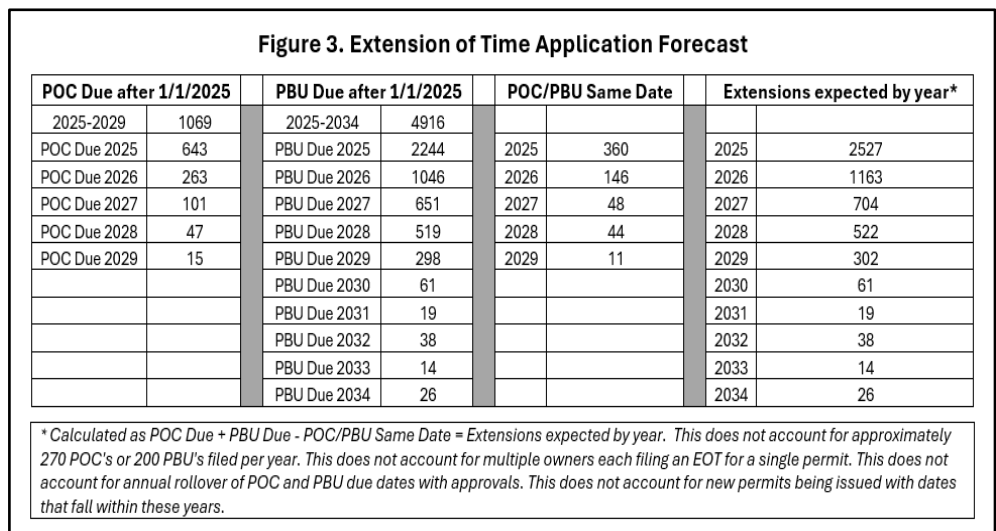 Figure 3. Extension of Time Application Forecast
POC Due after 1/1/2025 PBU Due after 1/1/2025 POC/PBU Same Date Extensions expected by year*
2025-2029 1069 2025-2034 4916
POC Due 2025 643 PBU Due 2025 2244 2025 360 2025 2527
POC Due 2026 263 PBU Due 2026 1046 2026 146 2026 1163
POC Due 2027 101 PBU Due 2027 651 2027 48 2027 704
POC Due 2028 47 PBU Due 2028 519 2028 44 2028 522
POC Due 2029 15 PBU Due 2029 298 2029 11 2029 302
PBU Due 2030 61 2030 61
PBU Due 2031 19 2031 19
PBU Due 2032 38 2032 38
PBU Due 2033 14 2033 14
PBU Due 2034 26 2034 26
* Calculated as POC Due + PBU Due - POC/PBU Same Date = Extensions expected by year. This does not account for approximately
270 POC's or 200 PBU's filed per year. This does not account for multiple owners each filing an EOT for a single permit. This does not
account for annual rollover of POC and PBU due dates with approvals. This does not account for new permits being issued with dates
that fall within these years.